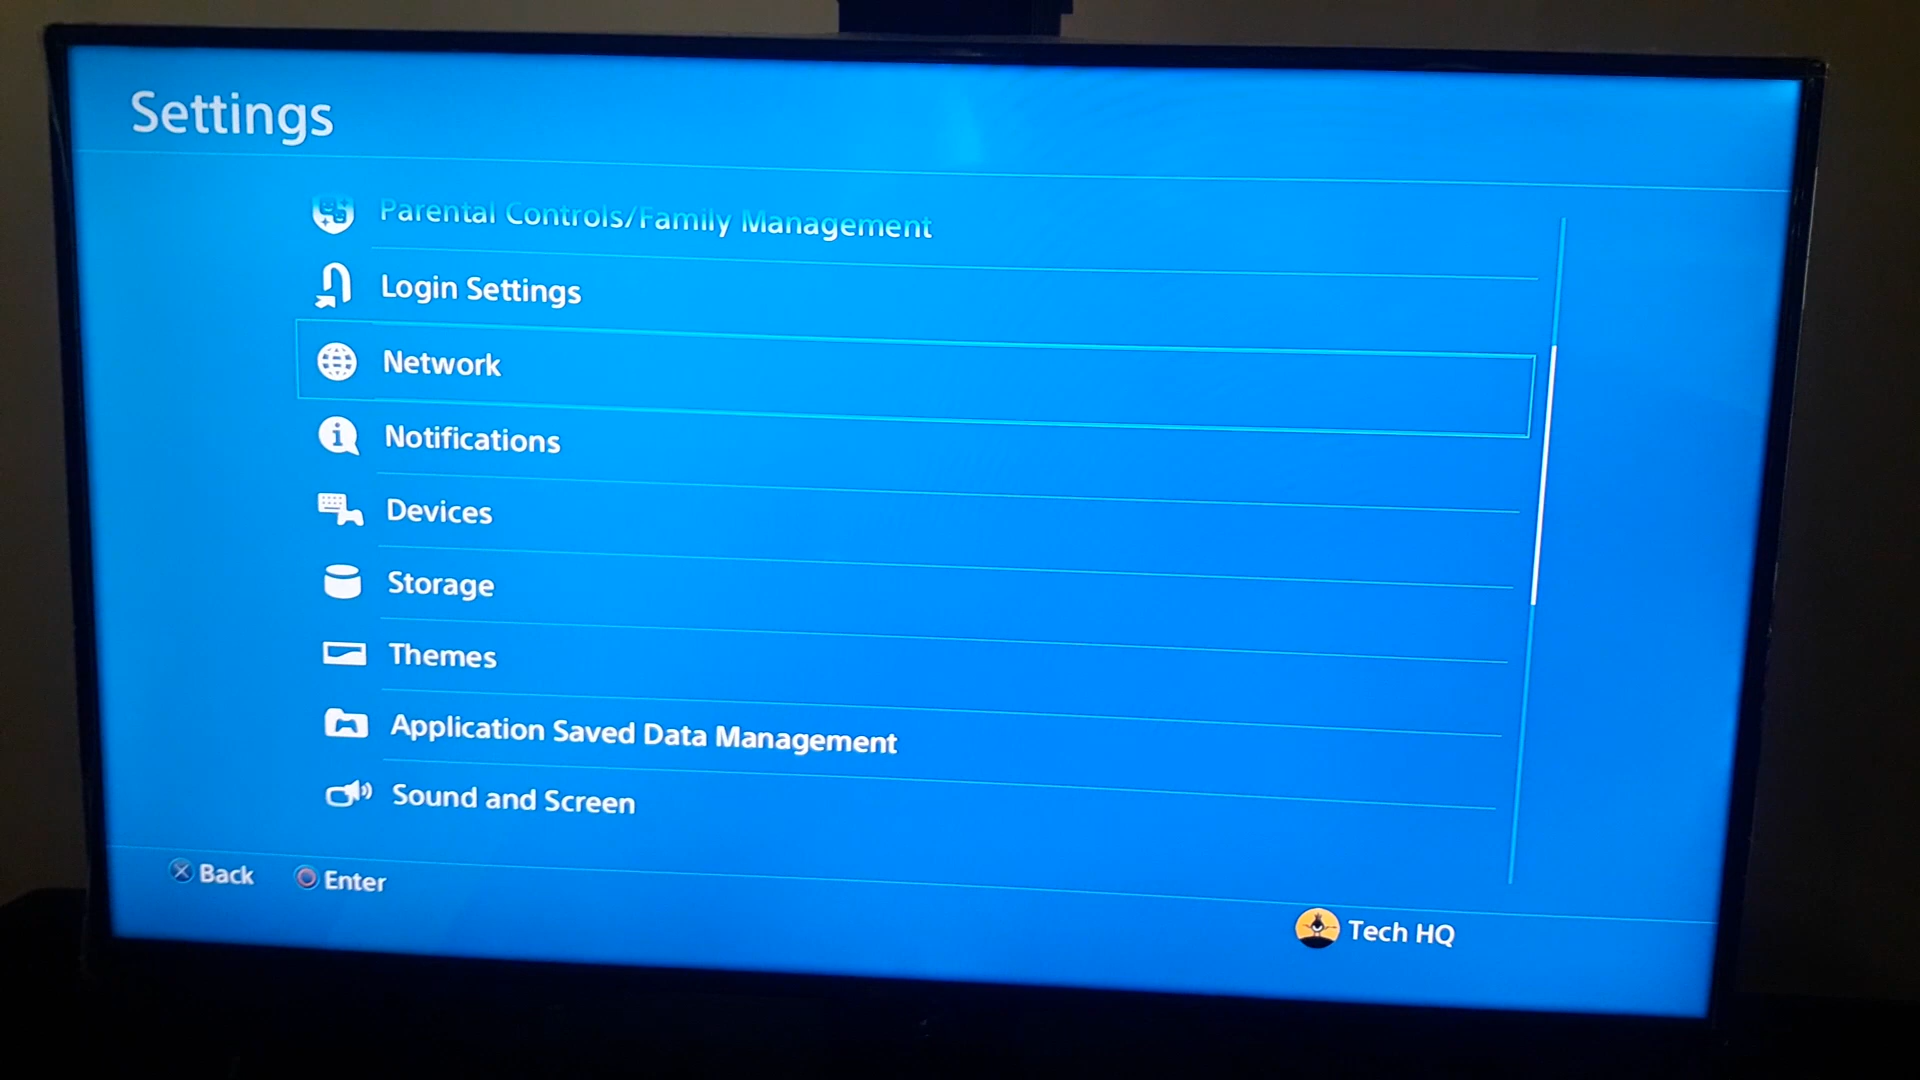 Settings
Parental Controls/Family Management
Login Settings
Network
Notifications
Devices
Storage
Themes
Application Saved Data Management
Sound and Screen
Back Enter
Tech HQ